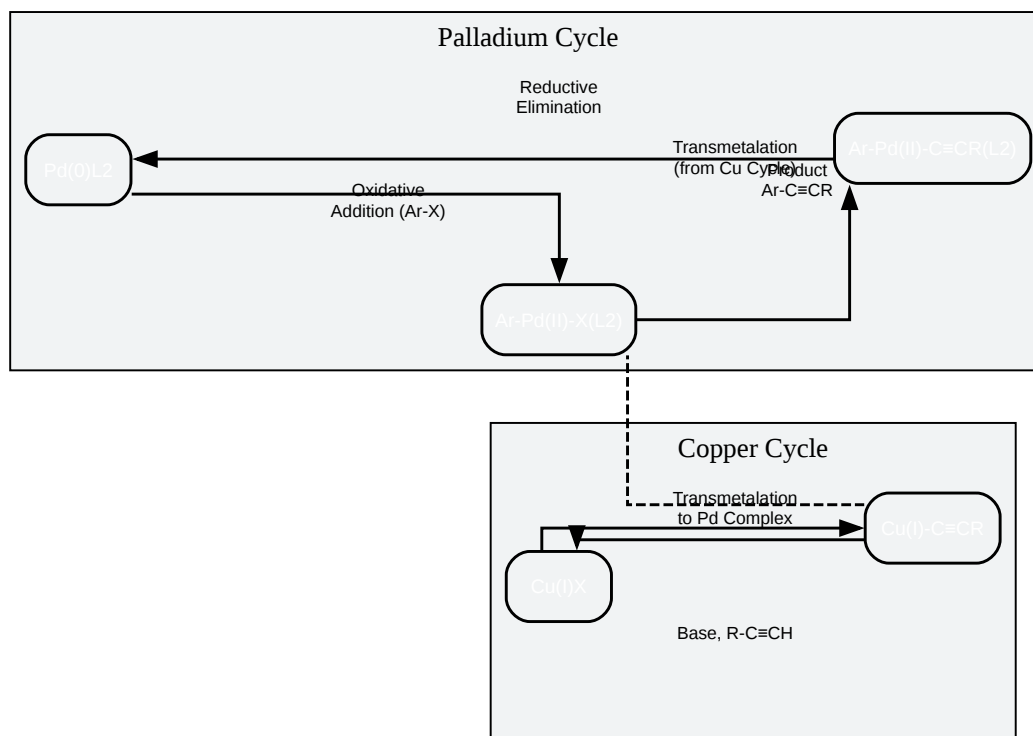 Palladium Cycle
Reductive
Elimination
Pd(0)L2
Ar-Pd(II)-C≡CR(L2)
Transmetalation
(from Cu Cycle)
Product
Ar-C≡CR
Oxidative
Addition (Ar-X)
Ar-Pd(II)-X(L2)
Copper Cycle
Transmetalation
to Pd Complex
Cu(I)-C≡CR
Cu(I)X
Base, R-C≡CH